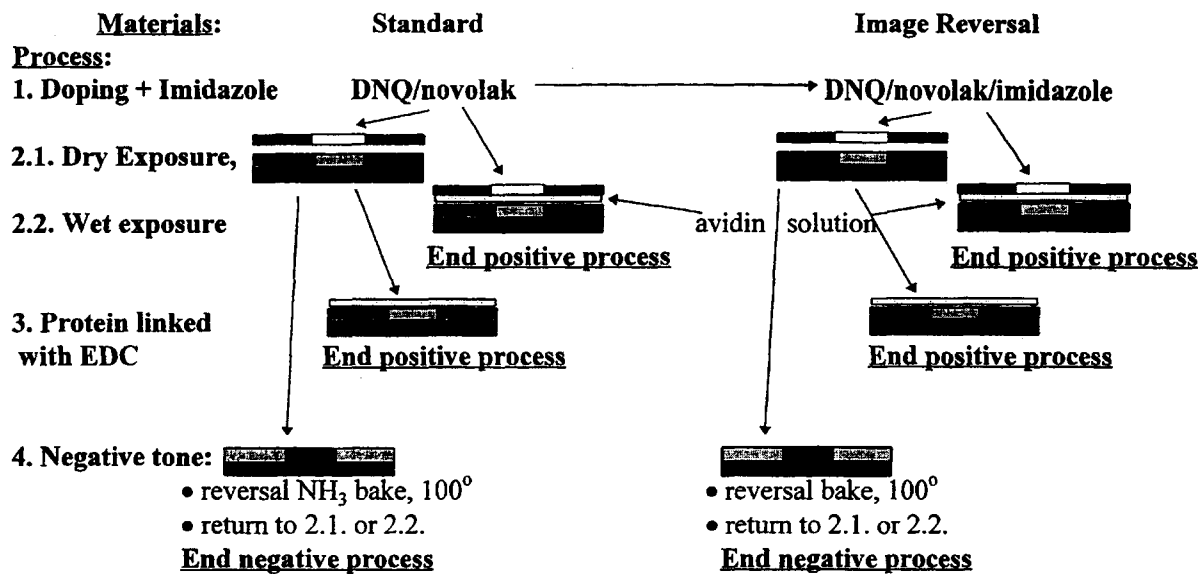 Materials: Standard Image Reversal
Process:
1. Doping + Imidazole DNQ/novolak DNQ/novolak/imidazole
2.1. Dry Exposure,
2.2. Wet exposure avidin solution
End positive process End positive process
3. Protein linked
with EDC End positive process End positive process
4. Negative tone:
• reversal NH₃ bake, 100° • reversal bake, 100°
• return to 2.1. or 2.2. • return to 2.1. or 2.2.
End negative process End negative process